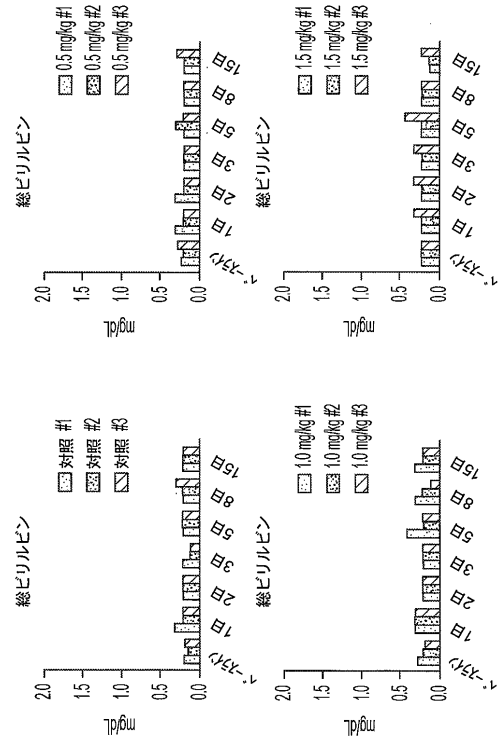 総ビリルビン
対照 #1
対照 #2
対照 #3
mg/dL
2.0
1.5
1.0
0.5
0.0
ベースライン
1日
2日
3日
5日
8日
15日
総ビリルビン
0.5 mg/kg #1
0.5 mg/kg #2
0.5 mg/kg #3
mg/dL
2.0
1.5
1.0
0.5
0.0
ベースライン
1日
2日
3日
5日
8日
15日
総ビリルビン
1.0 mg/kg #1
1.0 mg/kg #2
1.0 mg/kg #3
mg/dL
2.0
1.5
1.0
0.5
0.0
ベースライン
1日
2日
3日
5日
8日
15日
総ビリルビン
1.5 mg/kg #1
1.5 mg/kg #2
1.5 mg/kg #3
mg/dL
2.0
1.5
1.0
0.5
0.0
ベースライン
1日
2日
3日
5日
8日
15日